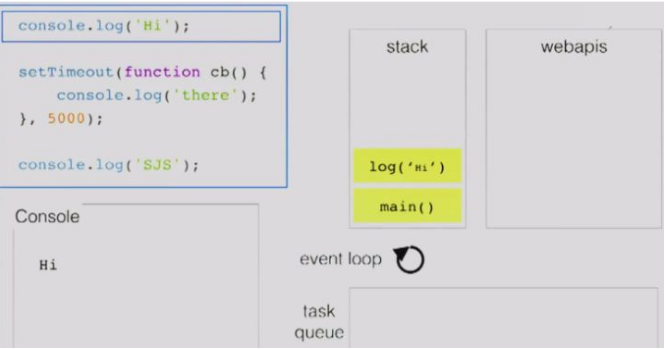 console.log('Hi');
setTimeout(function cb() {
console.log('there');
}, 5000);
console.log('SJS');
Console
Hi
stack
log('Hi')
main()
webapis
event loop
task
queue